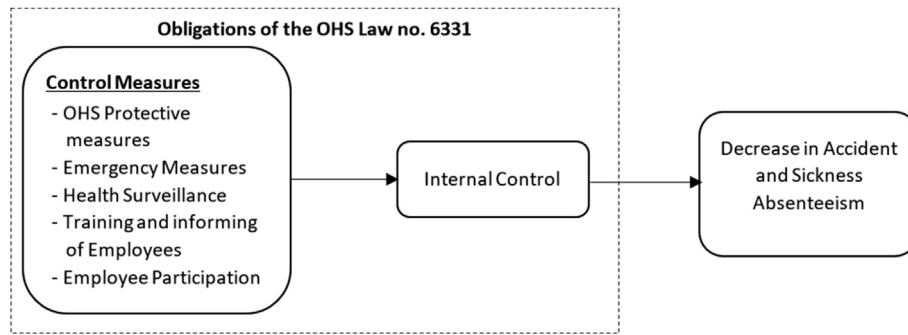 Obligations of the OHS Law no. 6331
Control Measures
- OHS Protective
measures
- Emergency Measures
- Health Surveillance
- Training and informing
of Employees
- Employee Participation
Internal Control
Decrease in Accident
and Sickness
Absenteeism